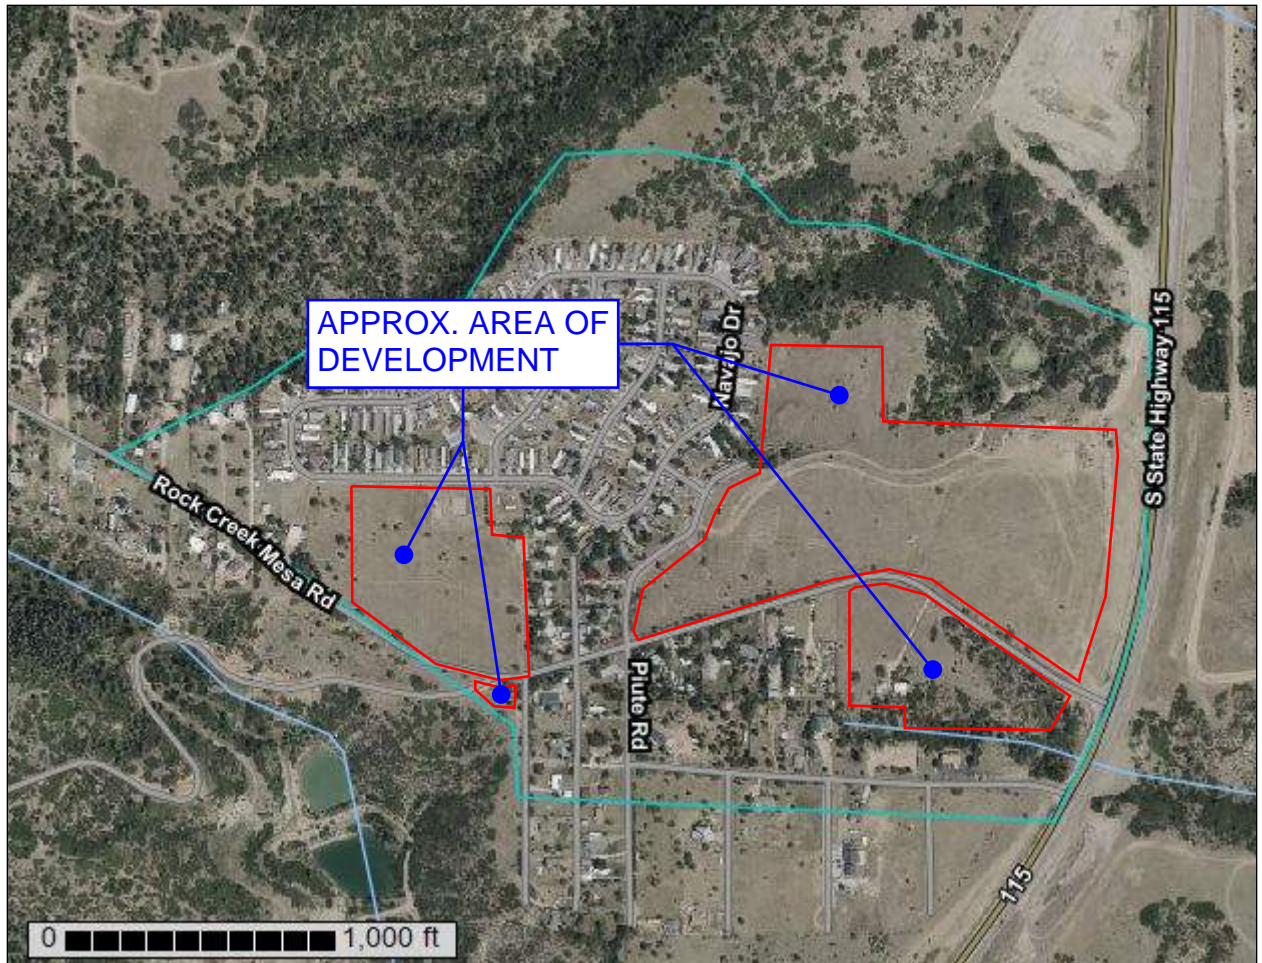 APPROX. AREA OF
DEVELOPMENT
Navajo Dr
S State Highway 115
Rock Creek Mesa Rd
Piute Rd
115
0 1,000 ft